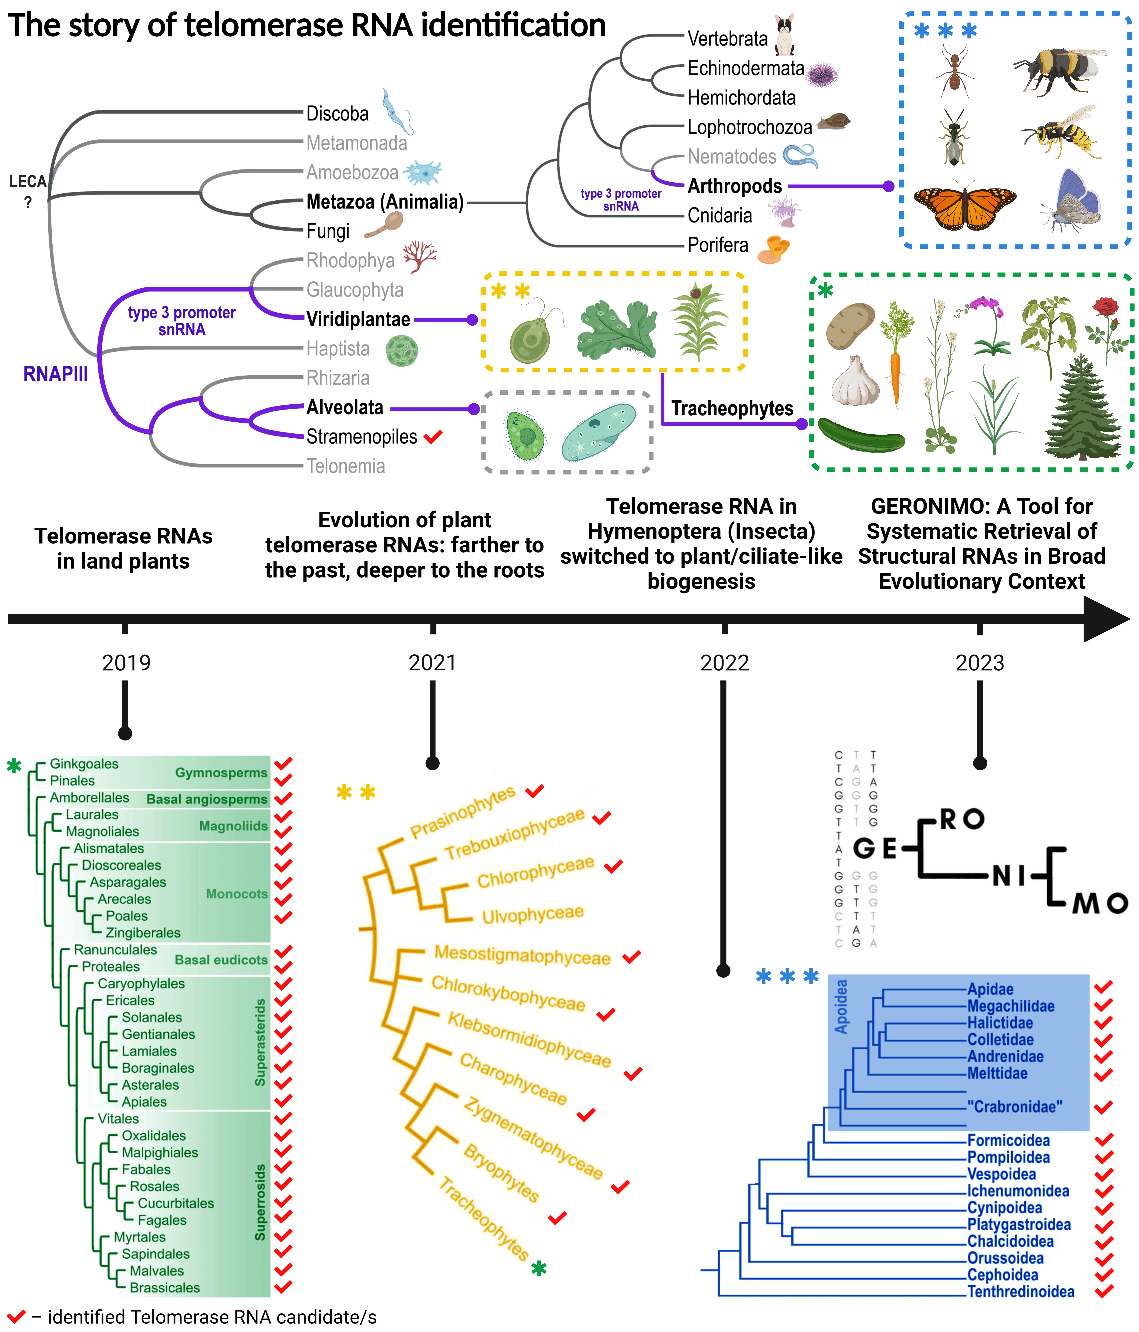 The story of telomerase RNA identification
LECA
?
Discoba
Metamonada
Amoebozoa
Metazoa (Animalia)
Fungi
Rhodophya
Glaucophyta
Viridiplantae
Haptista
Rhizaria
Alveolata
Stramenopiles
Telonemia
type 3 promoter
snRNA
RNAPIII
Vertebrata
Echinodermata
Hemichordata
Lophotrochozoa
Nematodes
Arthropods
Cnidaria
Porifera
type 3 promoter
snRNA
Tracheophytes
Telomerase RNAs
in land plants
Evolution of plant
telomerase RNAs: farther to
the past, deeper to the roots
Telomerase RNA in
Hymenoptera (Insecta)
switched to plant/ciliate-like
biogenesis
GERONIMO: A Tool for
Systematic Retrieval of
Structural RNAs in Broad
Evolutionary Context
2019
2021
2022
2023
Ginkgoales
Pinales
Gymnosperms
Amborellales
Basal angiosperms
Laurales
Magnoliales
Magnoliids
Alismatales
Dioscoreales
Asparagales
Arecales
Poales
Zingiberales
Monocots
Ranunculales
Proteales
Basal eudicots
Caryophylales
Ericales
Solanales
Gentianales
Lamiales
Boraginales
Asterales
Apiales
Superasterids
Vitales
Oxalidales
Malpighiales
Fabales
Rosales
Cucurbitales
Fagales
Myrtales
Sapindales
Malvales
Brassicales
Superrosids
– identified Telomerase RNA candidate/s
Prasinophytes
Trebouxiophyceae
Chlorophyceae
Ulvophyceae
Mesostigmatophyceae
Chlorokybophyceae
Klebsormidiophyceae
Charophyceae
Zygnematophyceae
Bryophytes
Tracheophytes
CTCGGTTATGGGCTC
TAGGTT
GTTAG
TTAGGG
GGGTTA
GE
RO
NI
MO
Apoidea
Apidae
Megachilidae
Halictidae
Colletidae
Andrenidae
Melttidae
"Crabronidae"
Formicoidea
Pompiloidea
Vespoidea
Ichenumonidea
Cynipoidea
Platygastroidea
Chalcidoidea
Orussoidea
Cephoidea
Tenthredinoidea